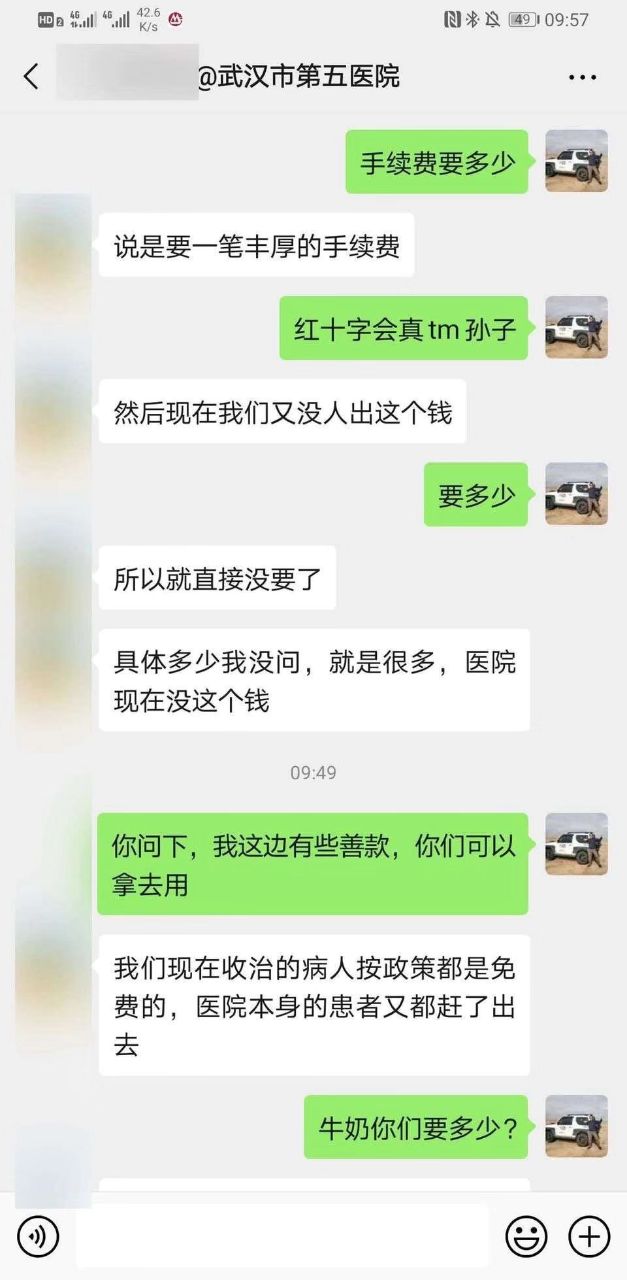 HD 2 4G 4G 42.6 K/s 49 09:57
@武汉市第五医院
手续费要多少
说是要一笔丰厚的手续费
红十字会真tm孙子
然后现在我们又没人出这个钱
要多少
所以就直接没要了
具体多少我没问，就是很多，医院
现在没这个钱
09:49
你问下，我这边有些善款，你们可以
拿去用
我们现在收治的病人按政策都是免
费的，医院本身的患者又都赶了出
去
牛奶你们要多少？